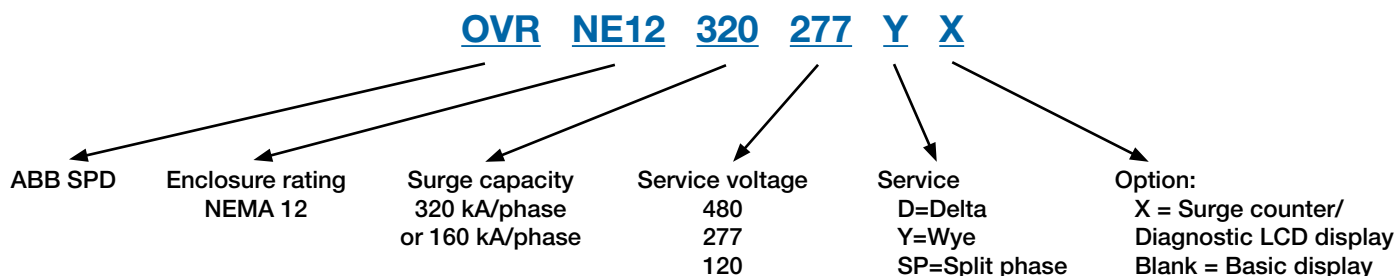 OVR NE12 320 277 Y X
ABB SPD
Enclosure rating
NEMA 12
Surge capacity
320 kA/phase
or 160 kA/phase
Service voltage
480
277
120
Service
D=Delta
Y=Wye
SP=Split phase
Option:
X = Surge counter/
Diagnostic LCD display
Blank = Basic display